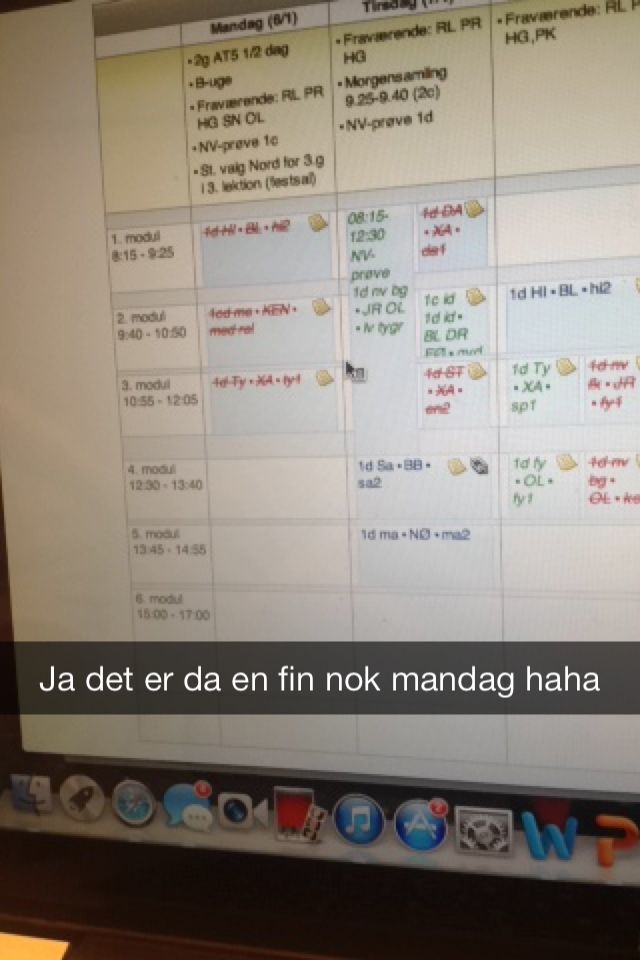 Mandag (6/1)
• 2g AT5 1/2 dag
• B-uge
• Fraværende: RL PR
HG SN OL
• NV-prøve 1c
• St. valg Nord for 3.g
i 3. lektion (festsal)
Tirsdag
• Fraværende: RL PR
HG
• Morgensamling
9.25-9.40 (2c)
• NV-prøve 1d
• Fraværende: RL
HG,PK
1. modul
8:15 - 9:25
1d HI • BL • hi2
08:15-
12:30
NV-
prøve
1d nv bg
• JR OL
• lv tygr
1d DA
• XA •
da1
2. modul
9:40 - 10:50
1cd me • KEN •
med rel
1c id
1d id •
BL DR
1d HI • BL • hi2
3. modul
10:55 - 12:05
1d Ty • XA • ty1
1d ST
• XA •
en2
1d Ty
• XA •
sp1
1d nv
fk • JR
• fy1
4. modul
12:30 - 13:40
1d Sa • BB •
sa2
1d fy
• OL •
fy1
1d nv
bg •
OL •
5. modul
13:45 - 14:55
1d ma • NØ • ma2
6. modul
15:00 - 17:00
Ja det er da en fin nok mandag haha